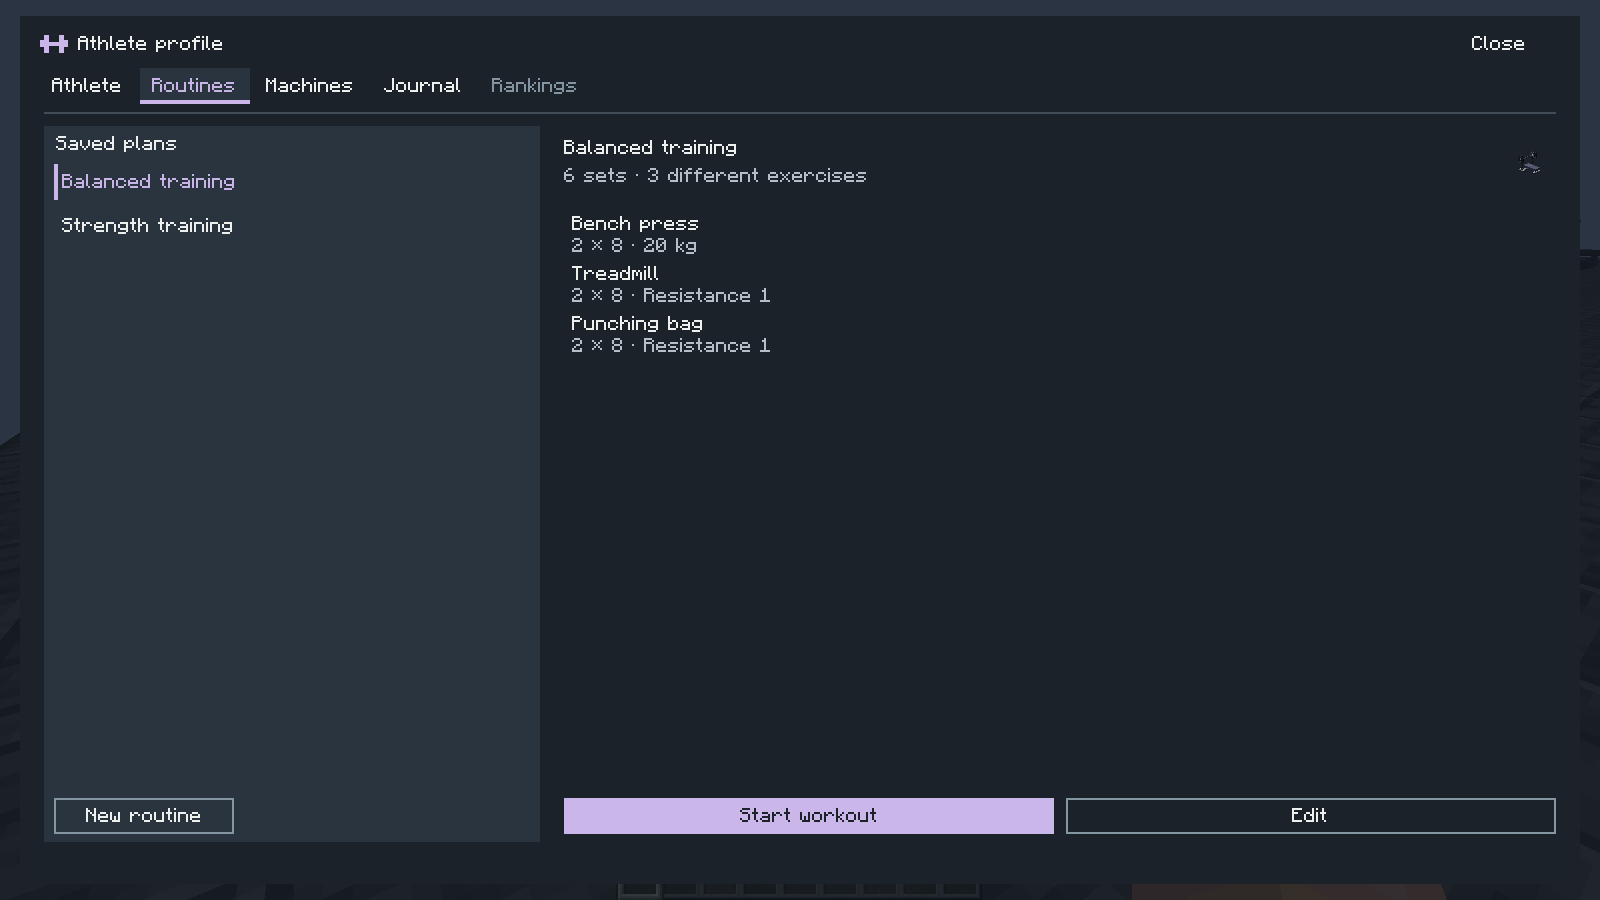 Athlete profile
Close
Athlete
Routines
Machines
Journal
Rankings
Saved plans
Balanced training
Strength training
New routine
Balanced training
6 sets · 3 different exercises
Bench press
2 × 8 · 20 kg
Treadmill
2 × 8 · Resistance 1
Punching bag
2 × 8 · Resistance 1
Start workout
Edit